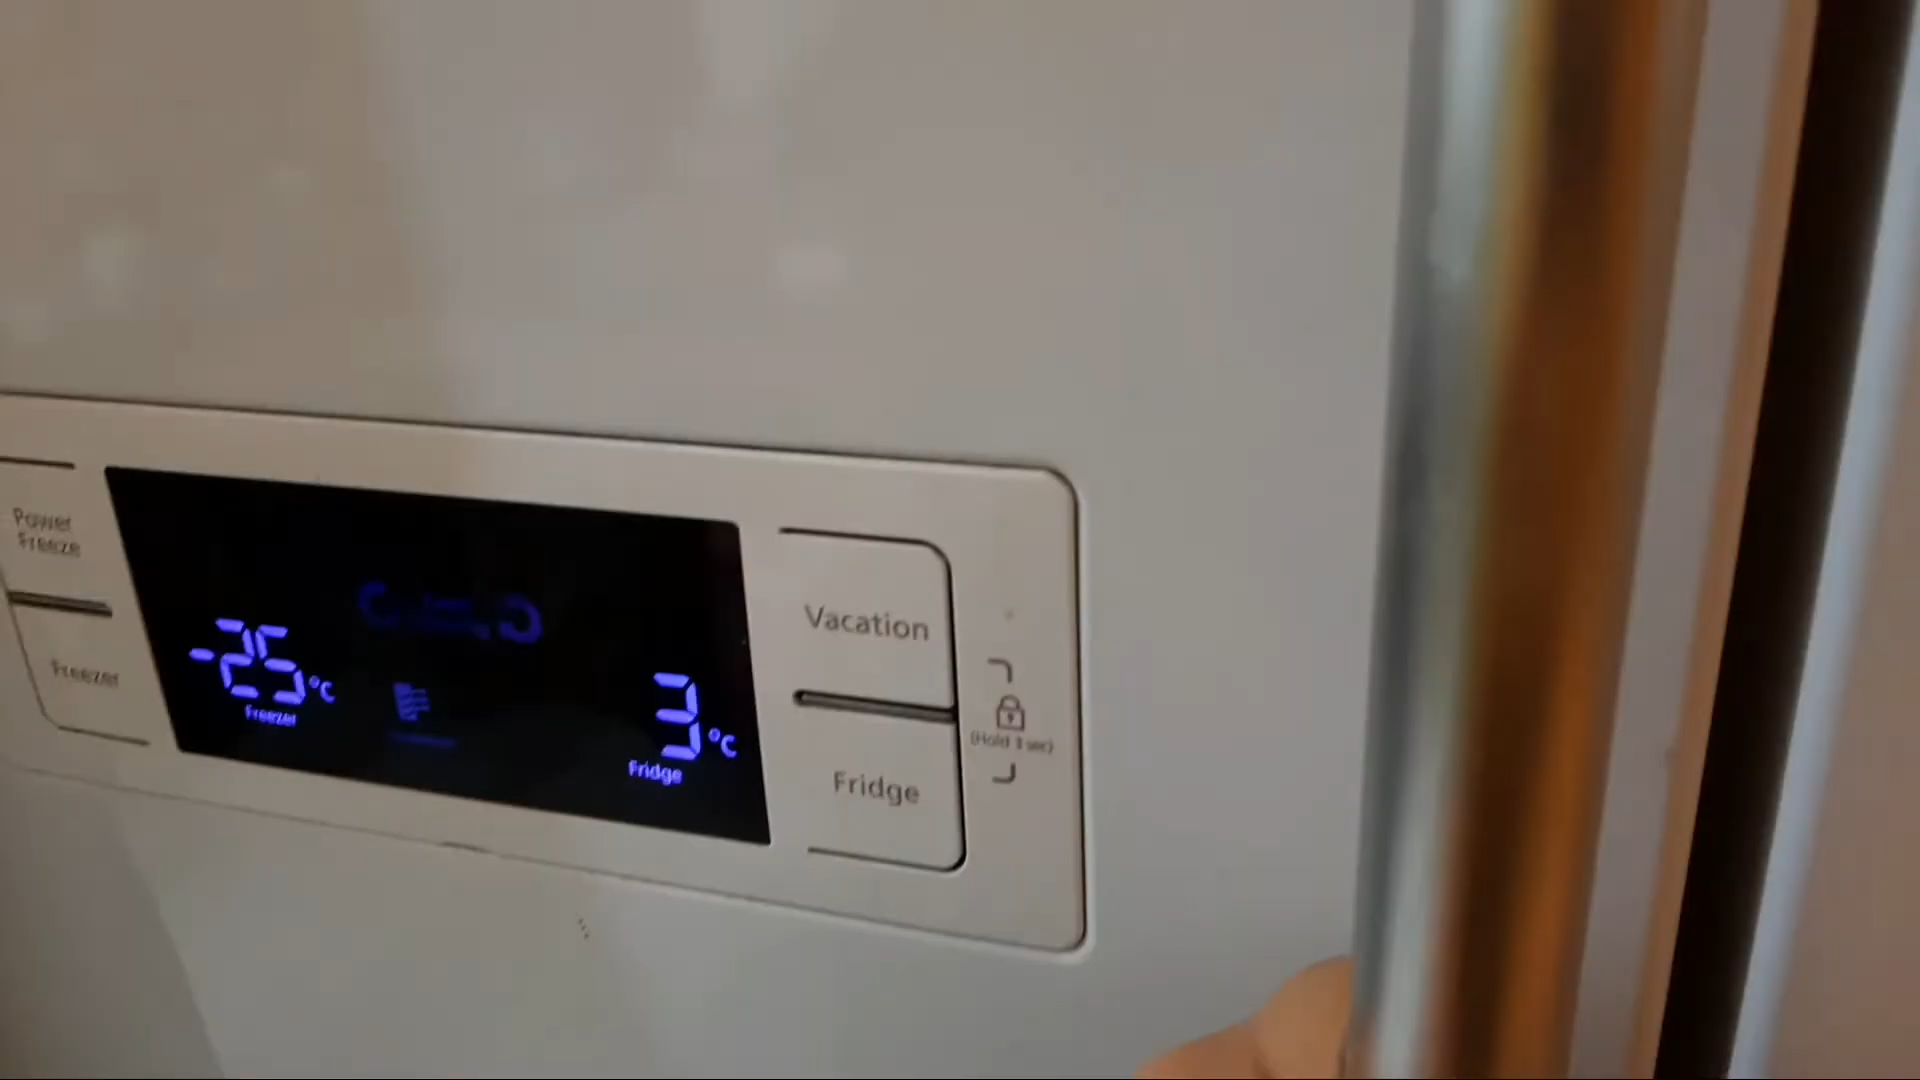 Power
Freeze
Freezer
-25°C
Freezer
3°C
Fridge
Vacation
(Hold 3 sec)
Fridge